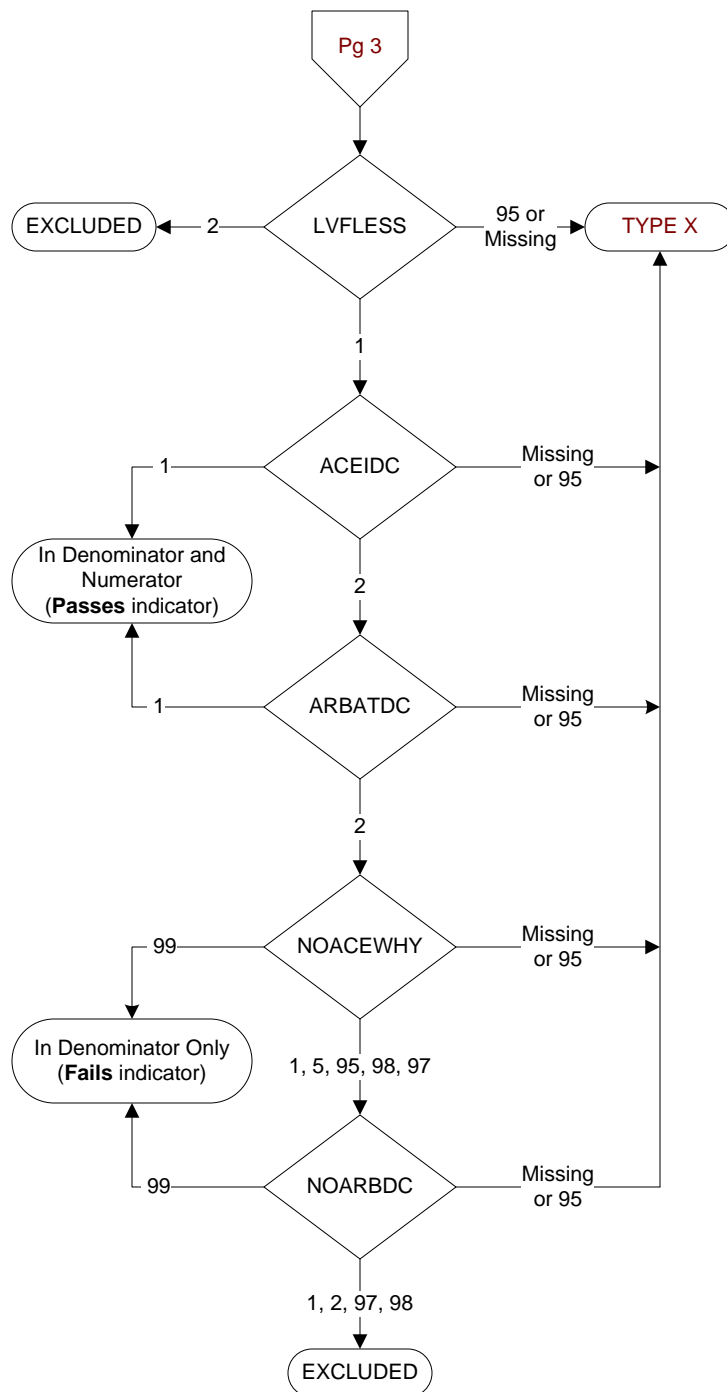 Pg 3
EXCLUDED
2
LVFLESS
95 or
Missing
TYPE X
1
1
ACEIDC
Missing
or 95
In Denominator and
Numerator
(Passes indicator)
2
1
ARBATDC
Missing
or 95
2
99
NOACEWHY
Missing
or 95
In Denominator Only
(Fails indicator)
1, 5, 95, 98, 97
99
NOARBDC
Missing
or 95
1, 2, 97, 98
EXCLUDED